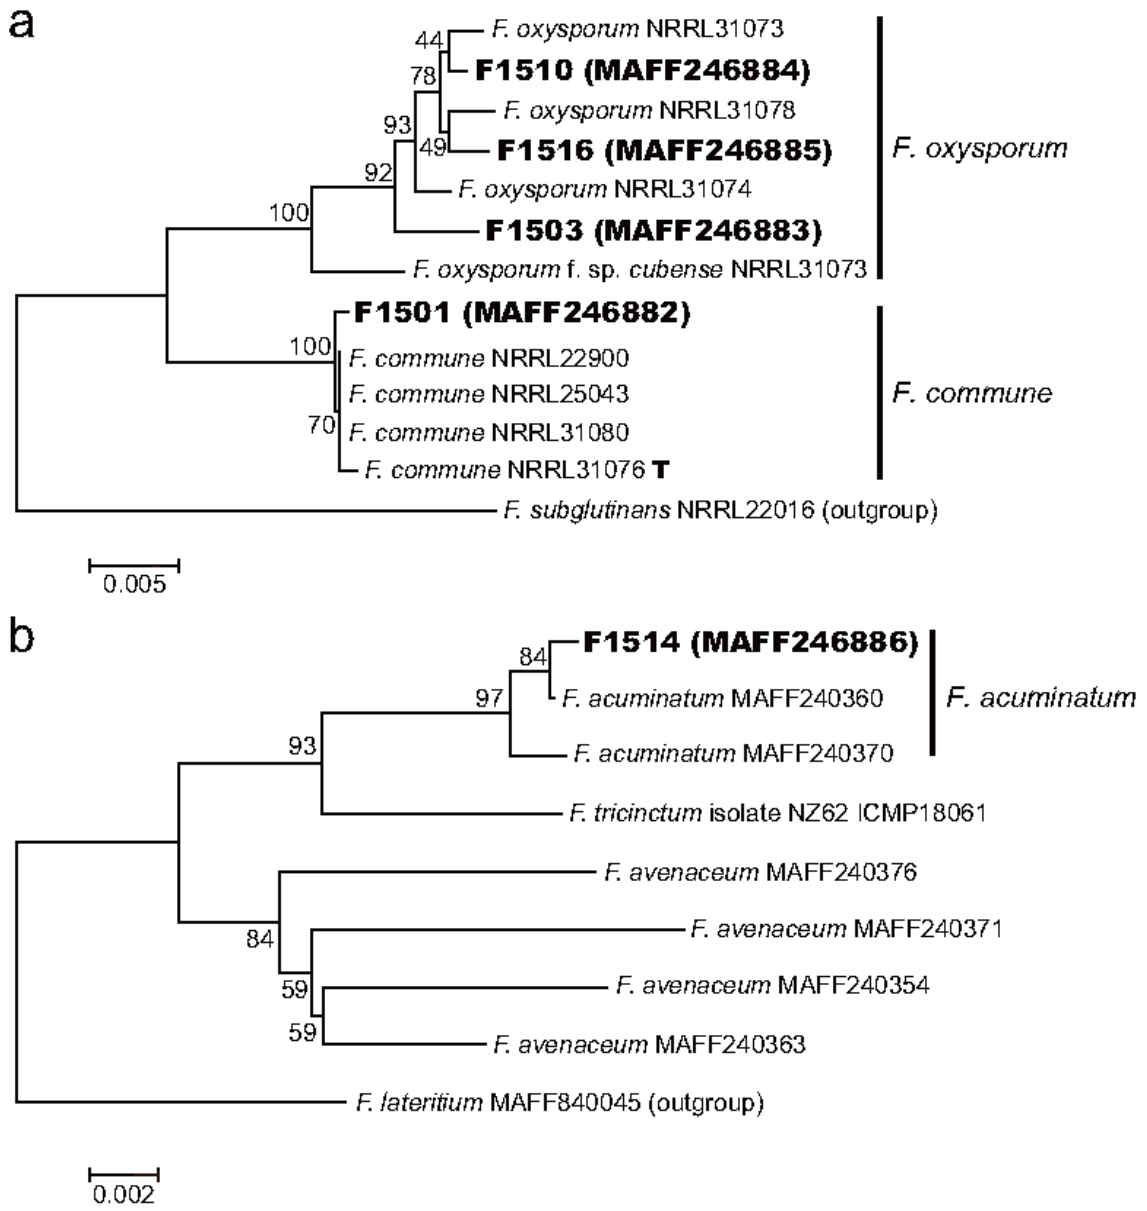 a
F. oxysporum NRRL31073
44
F1510 (MAFF246884)
78
F. oxysporum NRRL31078
93
49
F1516 (MAFF246885)
F. oxysporum
92
F. oxysporum NRRL31074
100
F1503 (MAFF246883)
F. oxysporum f. sp. cubense NRRL31073
F1501 (MAFF246882)
100
F. commune NRRL22900
F. commune NRRL25043
F. commune
70
F. commune NRRL31080
F. commune NRRL31076 T
F. subglutinans NRRL22016 (outgroup)
0.005
b
F1514 (MAFF246886)
84
97
F. acuminatum MAFF240360
F. acuminatum
93
F. acuminatum MAFF240370
F. tricinctum isolate NZ62 ICMP18061
F. avenaceum MAFF240376
84
F. avenaceum MAFF240371
59
F. avenaceum MAFF240354
59
F. avenaceum MAFF240363
F. lateritium MAFF840045 (outgroup)
0.002